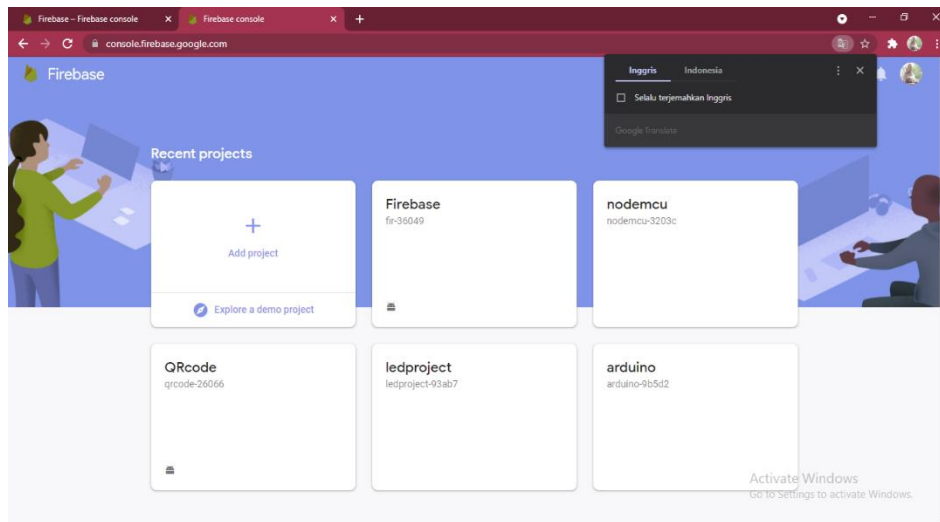 Firebase – Firebase console
Firebase console
console.firebase.google.com
Firebase
Inggris Indonesia
Selalu terjemahkan Inggris
Google Translate
Recent projects
Add project
Explore a demo project
Firebase
fir-36049
nodemcu
nodemcu-3203c
QRcode
qrcode-26066
ledproject
ledproject-93ab7
arduino
arduino-9b5d2
Activate Windows
Go to Settings to activate Windows.